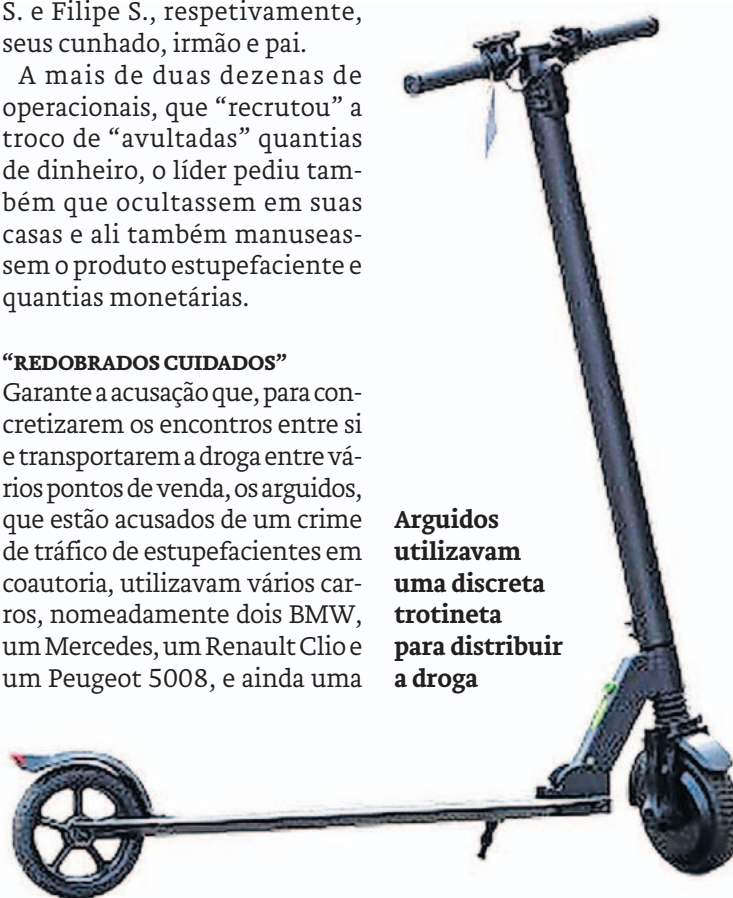 S. e Filipe S., respetivamente,
seus cunhado, irmão e pai.
A mais de duas dezenas de
operacionais, que “recrutou” a
troco de “avultadas” quantias
de dinheiro, o líder pediu tam-
bém que ocultassem em suas
casas e ali também manuseas-
sem o produto estupefaciente e
quantias monetárias.
“REDOBRADOS CUIDADOS”
Garante a acusação que, para con-
cretizarem os encontros entre si
e transportarem a droga entre vá-
rios pontos de venda, os arguidos,
que estão acusados de um crime
de tráfico de estupefacientes em
coautoria, utilizavam vários car-
ros, nomeadamente dois BMW,
um Mercedes, um Renault Clio e
um Peugeot 5008, e ainda uma
Arguidos
utilizavam
uma discreta
trotineta
para distribuir
a droga